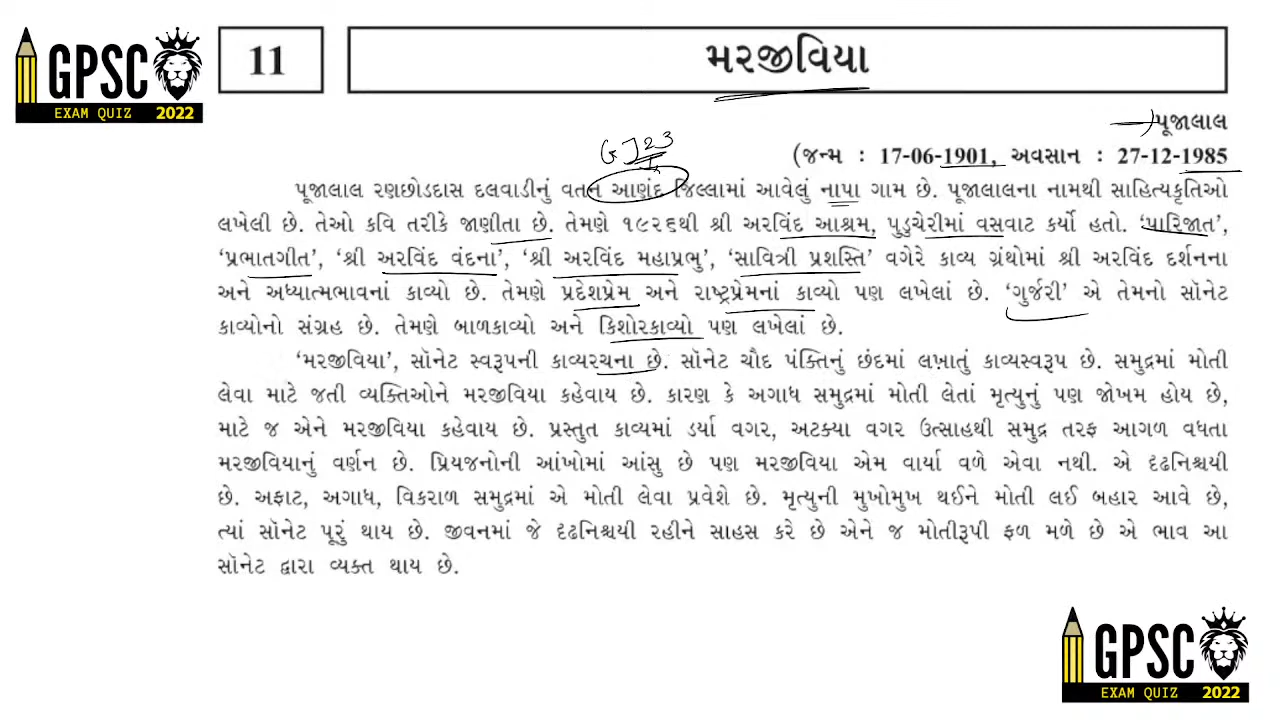 GPSC
EXAM QUIZ 2022
11
મરજીવિયા
પૂજાલાલ
GJ 23
(જન્મ : 17-06-1901, અવસાન : 27-12-1985
પૂજાલાલ રણછોડદાસ દલવાડીનું વતન આણંદ જિલ્લામાં આવેલું નાપા ગામ છે. પૂજાલાલના નામથી સાહિત્યકૃતિઓ
લખેલી છે. તેઓ કવિ તરીકે જાણીતા છે. તેમણે ૧૯૨૬થી શ્રી અરવિંદ આશ્રમ, પુડુચેરીમાં વસવાટ કર્યો હતો. ‘પારિજાત’,
‘પ્રભાતગીત’, ‘શ્રી અરવિંદ વંદના’, ‘શ્રી અરવિંદ મહાપ્રભુ’, ‘સાવિત્રી પ્રશસ્તિ’ વગેરે કાવ્ય ગ્રંથોમાં શ્રી અરવિંદ દર્શનના
અને અધ્યાત્મભાવનાં કાવ્યો છે. તેમણે પ્રદેશપ્રેમ અને રાષ્ટ્રપ્રેમનાં કાવ્યો પણ લખેલાં છે. ‘ગુર્જરી’ એ તેમનો સૉનેટ
કાવ્યોનો સંગ્રહ છે. તેમણે બાળકાવ્યો અને કિશોરકાવ્યો પણ લખેલાં છે.
‘મરજીવિયા’, સૉનેટ સ્વરૂપની કાવ્યરચના છે. સૉનેટ ચૌદ પંક્તિનું છંદમાં લખાતું કાવ્યસ્વરૂપ છે. સમુદ્રમાં મોતી
લેવા માટે જતી વ્યક્તિઓને મરજીવિયા કહેવાય છે. કારણ કે અગાધ સમુદ્રમાં મોતી લેતાં મૃત્યુનું પણ જોખમ હોય છે,
માટે જ એને મરજીવિયા કહેવાય છે. પ્રસ્તુત કાવ્યમાં ડર્યા વગર, અટક્યા વગર ઉત્સાહથી સમુદ્ર તરફ આગળ વધતા
મરજીવિયાનું વર્ણન છે. પ્રિયજનોની આંખોમાં આંસુ છે પણ મરજીવિયા એમ વાર્યા વળે એવા નથી. એ દૃઢનિશ્ચયી
છે. અફાટ, અગાધ, વિકરાળ સમુદ્રમાં એ મોતી લેવા પ્રવેશે છે. મૃત્યુની મુખોમુખ થઈને મોતી લઈ બહાર આવે છે,
ત્યાં સૉનેટ પૂરું થાય છે. જીવનમાં જે દૃઢનિશ્ચયી રહીને સાહસ કરે છે એને જ મોતીરૂપી ફળ મળે છે એ ભાવ આ
સૉનેટ દ્વારા વ્યક્ત થાય છે.
GPSC
EXAM QUIZ 2022